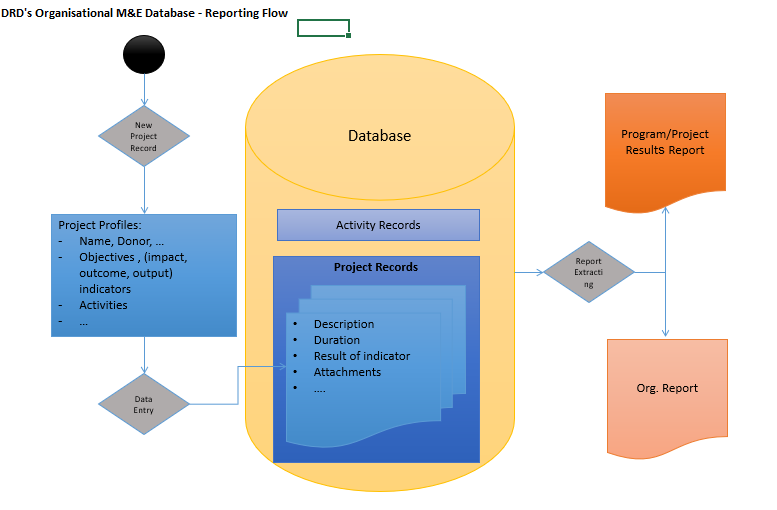 DRD's Organisational M&E Database - Reporting Flow
New
Project
Record
Project Profiles:
- Name, Donor, ...
- Objectives , (impact,
outcome, output)
indicators
- Activities
- ...
Data
Entry
Database
Activity Records
Project Records
• Description
• Duration
• Result of indicator
• Attachments
• ....
Report
Extracti
ng
Program/Project
Results Report
Org. Report